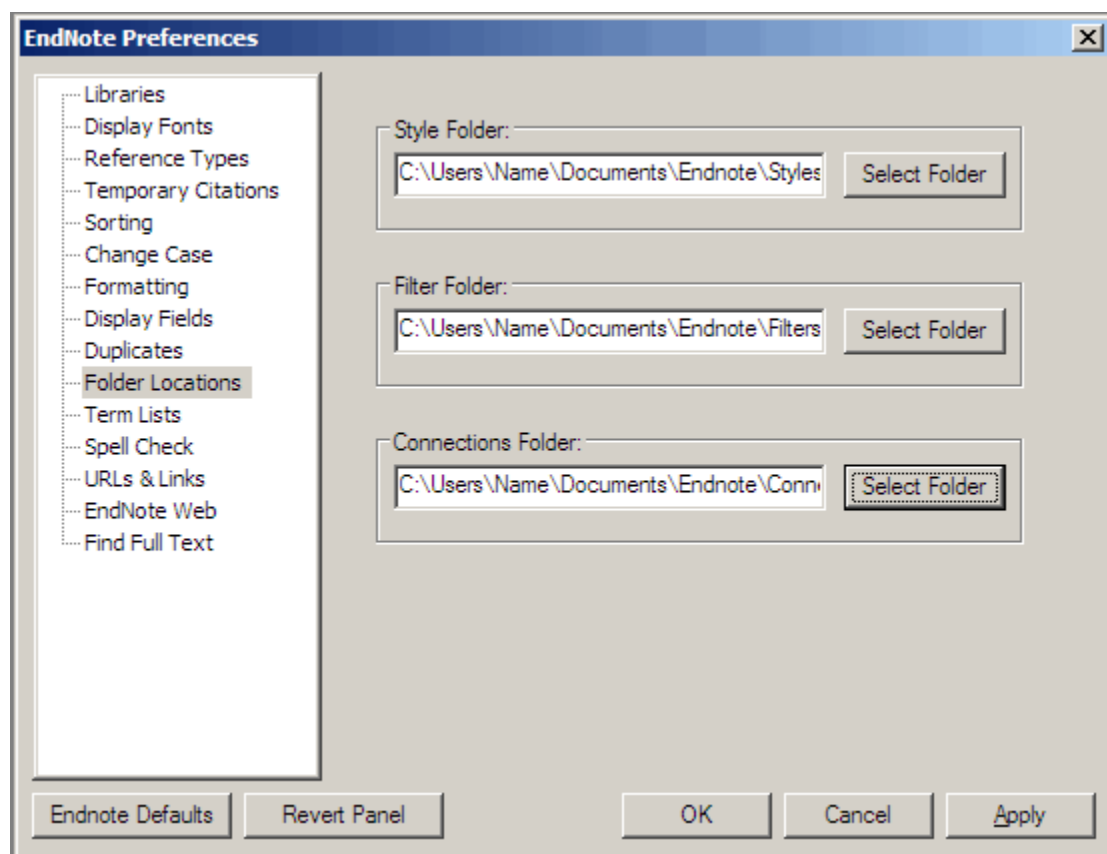 EndNote Preferences
Libraries
Display Fonts
Reference Types
Temporary Citations
Sorting
Change Case
Formatting
Display Fields
Duplicates
Folder Locations
Term Lists
Spell Check
URLs & Links
EndNote Web
Find Full Text
Style Folder:
C:\Users\Name\Documents\Endnote\Styles
Select Folder
Filter Folder:
C:\Users\Name\Documents\Endnote\Filters
Select Folder
Connections Folder:
C:\Users\Name\Documents\Endnote\Conn
Select Folder
Endnote Defaults
Revert Panel
OK
Cancel
Apply